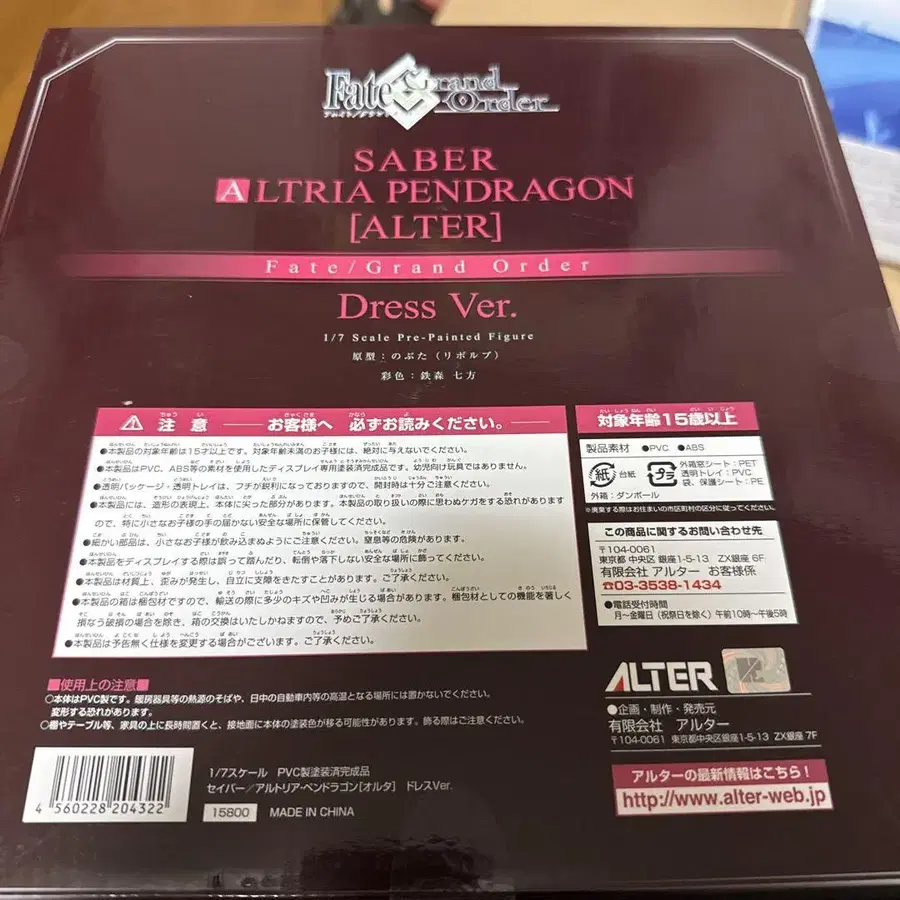 Fate/Grand Order
フェイト/グランドオーダー
SABER
ALTRIA PENDRAGON
[ALTER]
Fate/Grand Order
Dress Ver.
1/7 Scale Pre-Painted Figure
原型:のぶた(リボルブ)
彩色:鉄森 七方
注意 お客様へ 必ずお読みください。
●本製品の対象年齢は15才以上です。対象年齢未満のお子様には、絶対に与えないでください。
●本製品はPVC、ABS等の素材を使用したディスプレイ専用塗装済完成品です。幼児向け玩具ではありません。
●透明パッケージ・透明トレイは、フチが鋭利になっておりますので、開封時は十分ご注意ください。
●本製品には、造形の表現上、本体に尖った部分があります。本製品の取り扱いの際に思わぬケガをする恐れがあります
ので、特に小さなお子様の手の届かない安全な場所に保管してください。
●細かい部品は、小さなお子様が飲み込まぬようにご注意ください。窒息等の危険があります。
●本製品をディスプレイする際は誤って踏んだり、転倒や落下しない安全な場所に飾ってください。
●本製品は材質上、歪みが発生し、自立に支障をきたすことがあります。ご了承ください。
●本製品の箱は梱包材ですので、輸送の際に多少のキズや凹みが生じる場合があります。梱包材としての機能を著しく
損なう破損の場合を除き、箱の交換はいたしかねますので、予めご了承ください。
●本製品は予告無く仕様を変更する場合がございます。ご了承ください。
対象年齢15歳以上
製品素材 ●PVC ●ABS
紙 台紙
プラ 外箱窓シート:PET
透明トレイ:PVC
袋、保護シート:PE
外箱:ダンボール
※廃棄する際はお住まいの市区町村の区分に従ってください。
この商品に関するお問い合わせ先
〒104-0061
東京都 中央区 銀座1-5-13 ZX銀座 6F
有限会社 アルター お客様係
☎03-3538-1434
●電話受付時間
月~金曜日(祝祭日を除く)午前10時~午後5時
■使用上の注意■
○本体はPVC製です。暖房器具等の熱源のそばや、日中の自動車内等の高温となる場所には置かないでください。
変形する恐れがあります。
○棚やテーブル等、家具の上に長時間置くと、接地面に本体の塗装色が移る可能性があります。飾る際はご注意ください。
ALTER
●企画・制作・発売元
有限会社 アルター
〒104-0061 東京都中央区銀座1-5-13 ZX銀座 7F
アルターの最新情報はこちら!
http://www.alter-web.jp
4 560228 204322
1/7スケール PVC製塗装済完成品
セイバー/アルトリア・ペンドラゴン[オルタ] ドレスVer.
15800 MADE IN CHINA